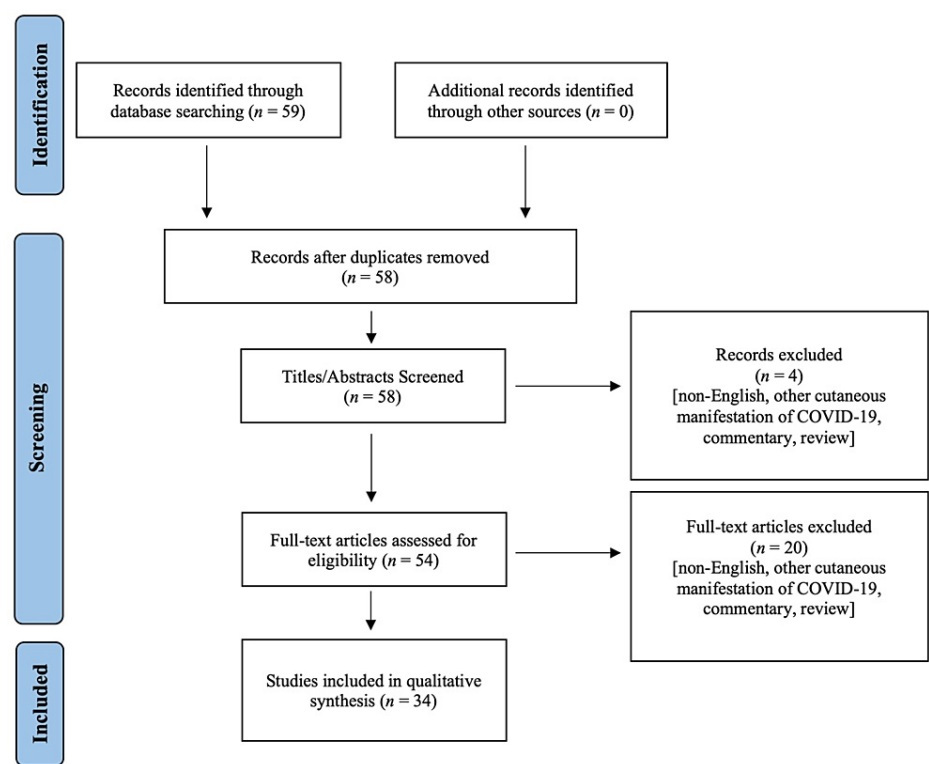 Identification
Records identified through
database searching (n = 59)
Additional records identified
through other sources (n = 0)
Screening
Records after duplicates removed
(n = 58)
Titles/Abstracts Screened
(n = 58)
Records excluded
(n = 4)
[non-English, other cutaneous
manifestation of COVID-19,
commentary, review]
Full-text articles assessed for
eligibility (n = 54)
Full-text articles excluded
(n = 20)
[non-English, other cutaneous
manifestation of COVID-19,
commentary, review]
Included
Studies included in qualitative
synthesis (n = 34)